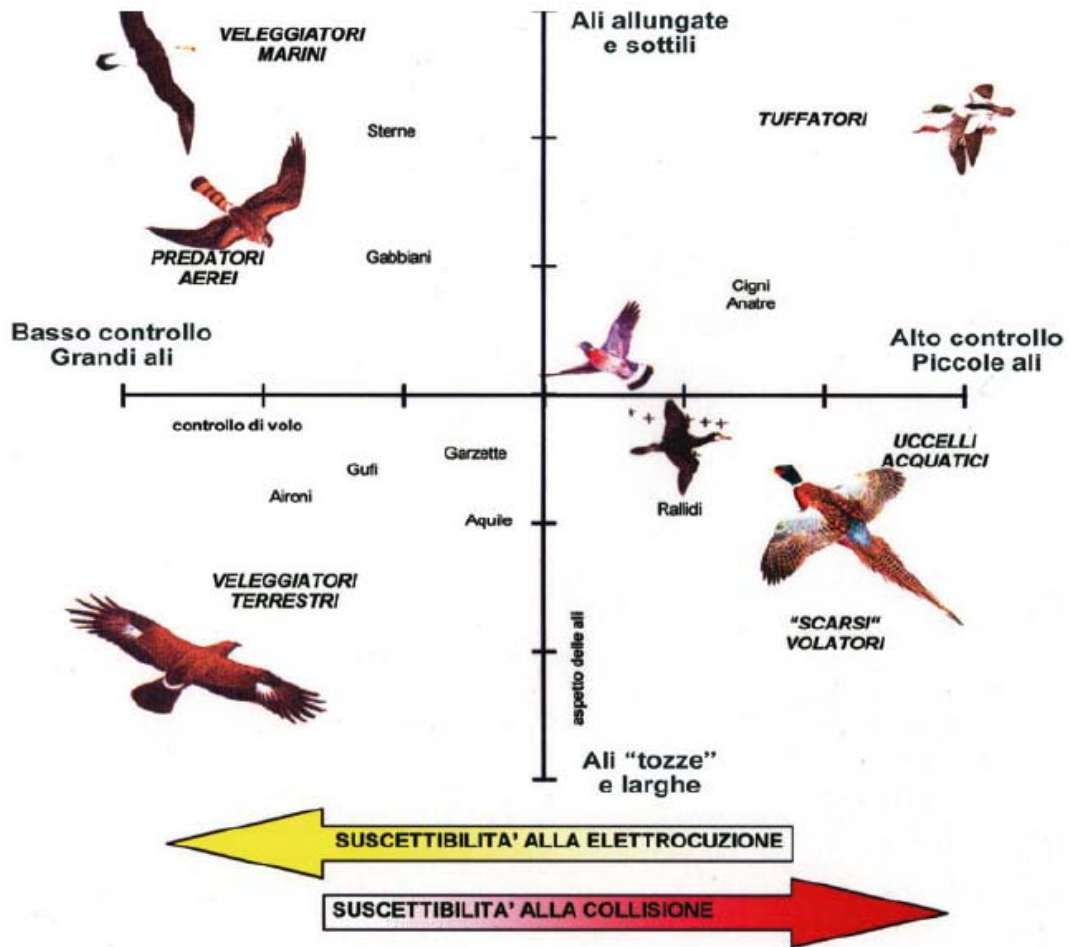 VELEGGIATORI
MARINI
Ali allungate
e sottili
TUFFATORI
Sterne
PREDATORI
AEREI
Gabbiani
Cigni
Anatre
Basso controllo
Grandi ali
Alto controllo
Piccole ali
controllo di volo
Garzette
Gufi
Aironi
Aquile
Rallidi
UCCELLI
ACQUATICI
VELEGGIATORI
TERRESTRI
"SCARSI"
VOLATORI
aspetto delle ali
Ali “tozze”
e larghe
SUSCETTIBILITA' ALLA ELETTROCUZIONE
SUSCETTIBILITA' ALLA COLLISIONE